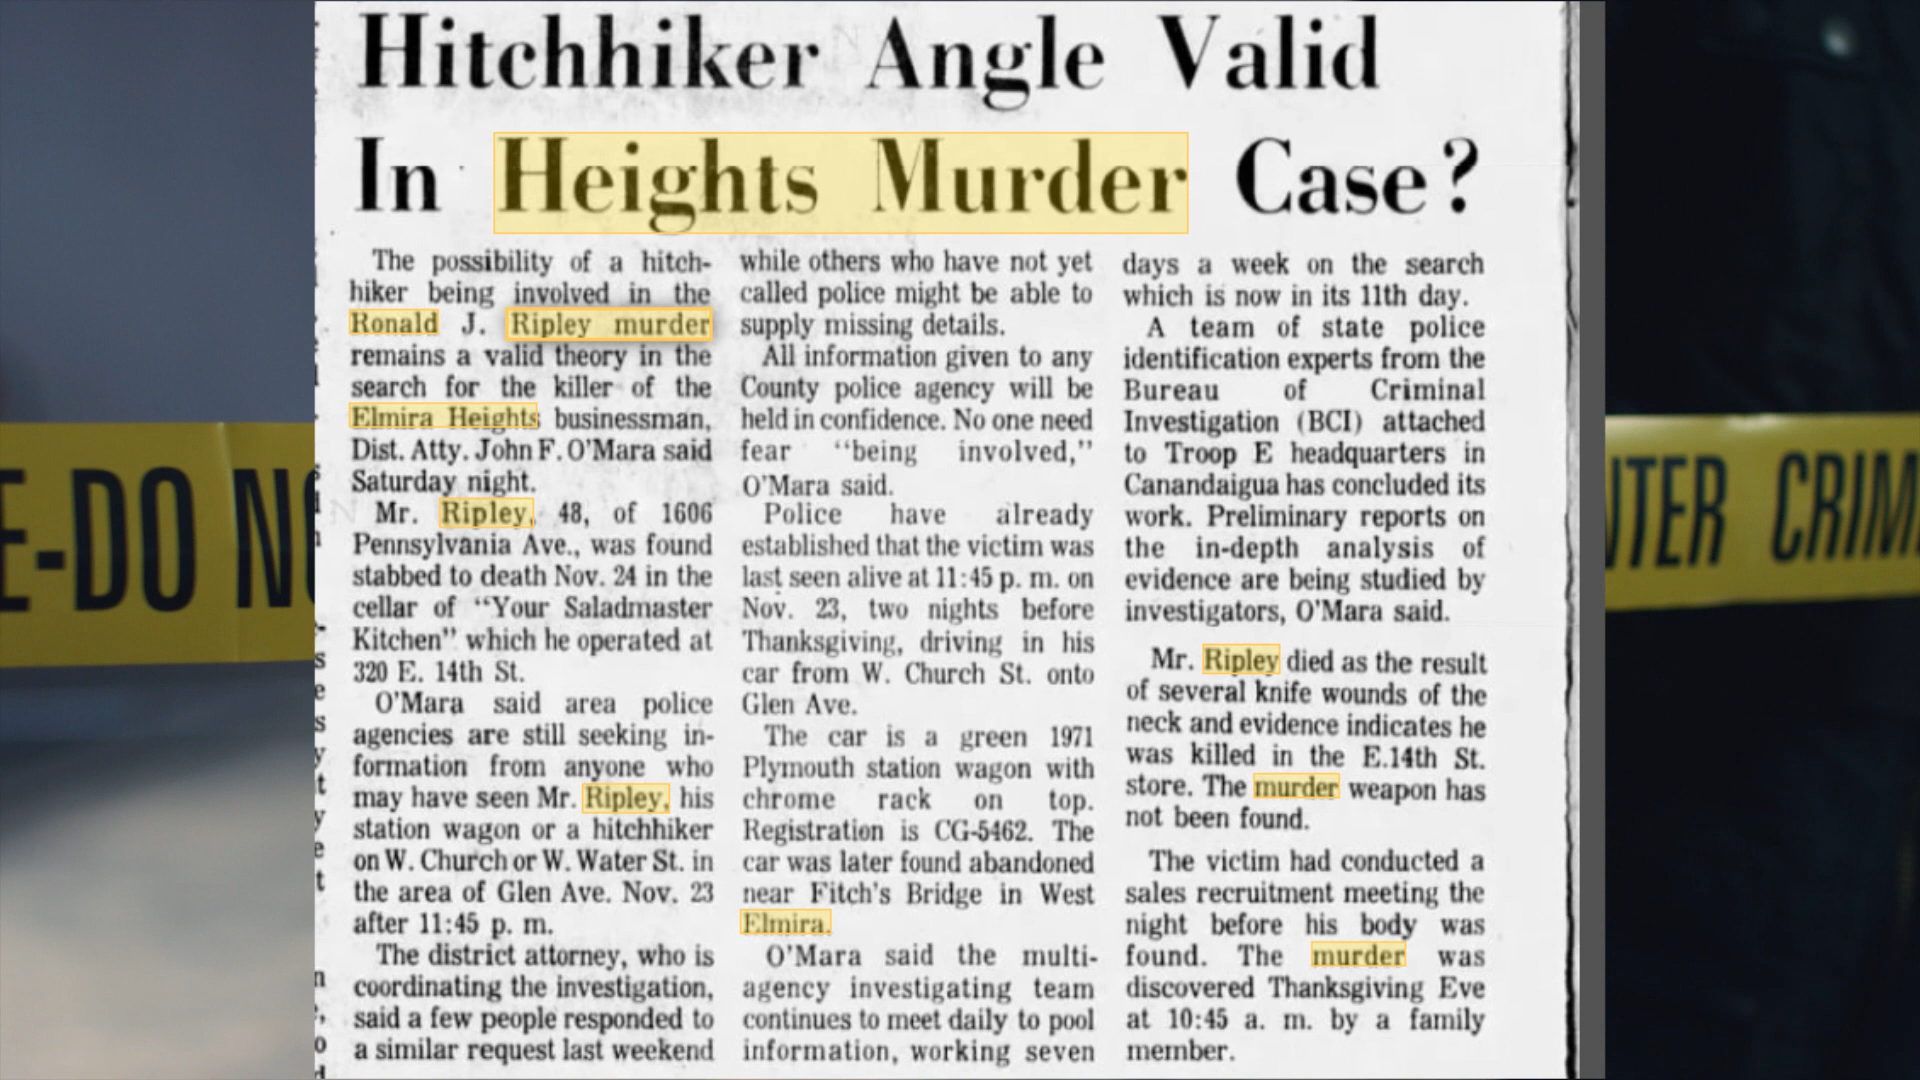 Hitchhiker Angle Valid
In Heights Murder Case?
The possibility of a hitch-
hiker being involved in the
Ronald J. Ripley murder
remains a valid theory in the
search for the killer of the
Elmira Heights businessman,
Dist. Atty. John F. O'Mara said
Saturday night.
Mr. Ripley, 48, of 1606
Pennsylvania Ave., was found
stabbed to death Nov. 24 in the
cellar of "Your Saladmaster
Kitchen" which he operated at
320 E. 14th St.
O'Mara said area police
agencies are still seeking in-
formation from anyone who
may have seen Mr. Ripley, his
station wagon or a hitchhiker
on W. Church or W. Water St. in
the area of Glen Ave. Nov. 23
after 11:45 p. m.
The district attorney, who is
coordinating the investigation,
said a few people responded to
a similar request last weekend
while others who have not yet
called police might be able to
supply missing details.
All information given to any
County police agency will be
held in confidence. No one need
fear "being involved,"
O'Mara said.
Police have already
established that the victim was
last seen alive at 11:45 p. m. on
Nov. 23, two nights before
Thanksgiving, driving in his
car from W. Church St. onto
Glen Ave.
The car is a green 1971
Plymouth station wagon with
chrome rack on top.
Registration is CG-5462. The
car was later found abandoned
near Fitch's Bridge in West
Elmira.
O'Mara said the multi-
agency investigating team
continues to meet daily to pool
information, working seven
days a week on the search
which is now in its 11th day.
A team of state police
identification experts from the
Bureau of Criminal
Investigation (BCI) attached
to Troop E headquarters in
Canandaigua has concluded its
work. Preliminary reports on
the in-depth analysis of
evidence are being studied by
investigators, O'Mara said.
Mr. Ripley died as the result
of several knife wounds of the
neck and evidence indicates he
was killed in the E.14th St.
store. The murder weapon has
not been found.
The victim had conducted a
sales recruitment meeting the
night before his body was
found. The murder was
discovered Thanksgiving Eve
at 10:45 a. m. by a family
member.
E-DO NO
NTER CRIM